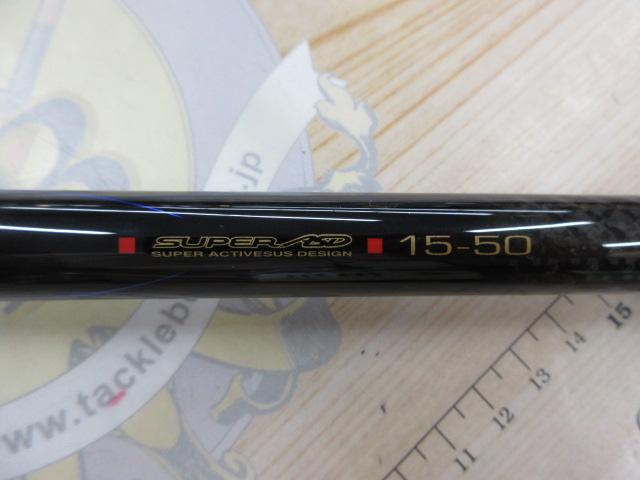 SUPER ASD 15-50
SUPER ACTIVESUS DESIGN
.jp
www.tackleb
11 12 13 14 15